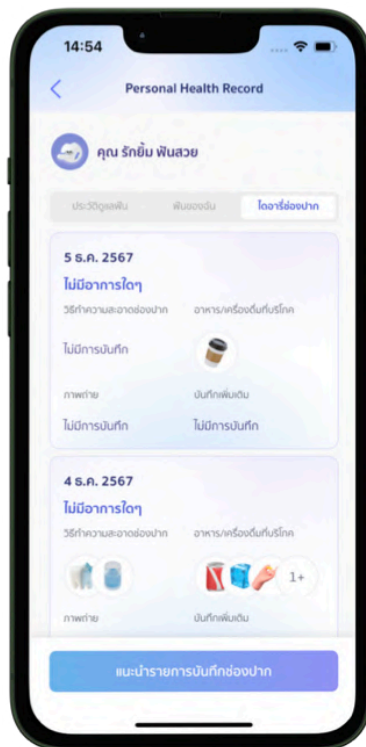 14:54
Personal Health Record
คุณ รักยิ้ม ฟันสวย
ประวัติดูแลฟัน ฟันของฉัน ไดอารี่ช่องปาก
5 ธ.ค. 2567
ไม่มีอาการใดๆ
วิธีทำความสะอาดช่องปาก อาหาร/เครื่องดื่มที่บริโภค
ไม่มีการบันทึก
ภาพถ่าย บันทึกเพิ่มเติม
ไม่มีการบันทึก ไม่มีการบันทึก
4 ธ.ค. 2567
ไม่มีอาการใดๆ
วิธีทำความสะอาดช่องปาก อาหาร/เครื่องดื่มที่บริโภค
1+
ภาพถ่าย บันทึกเพิ่มเติม
แนะนำรายการบันทึกช่องปาก